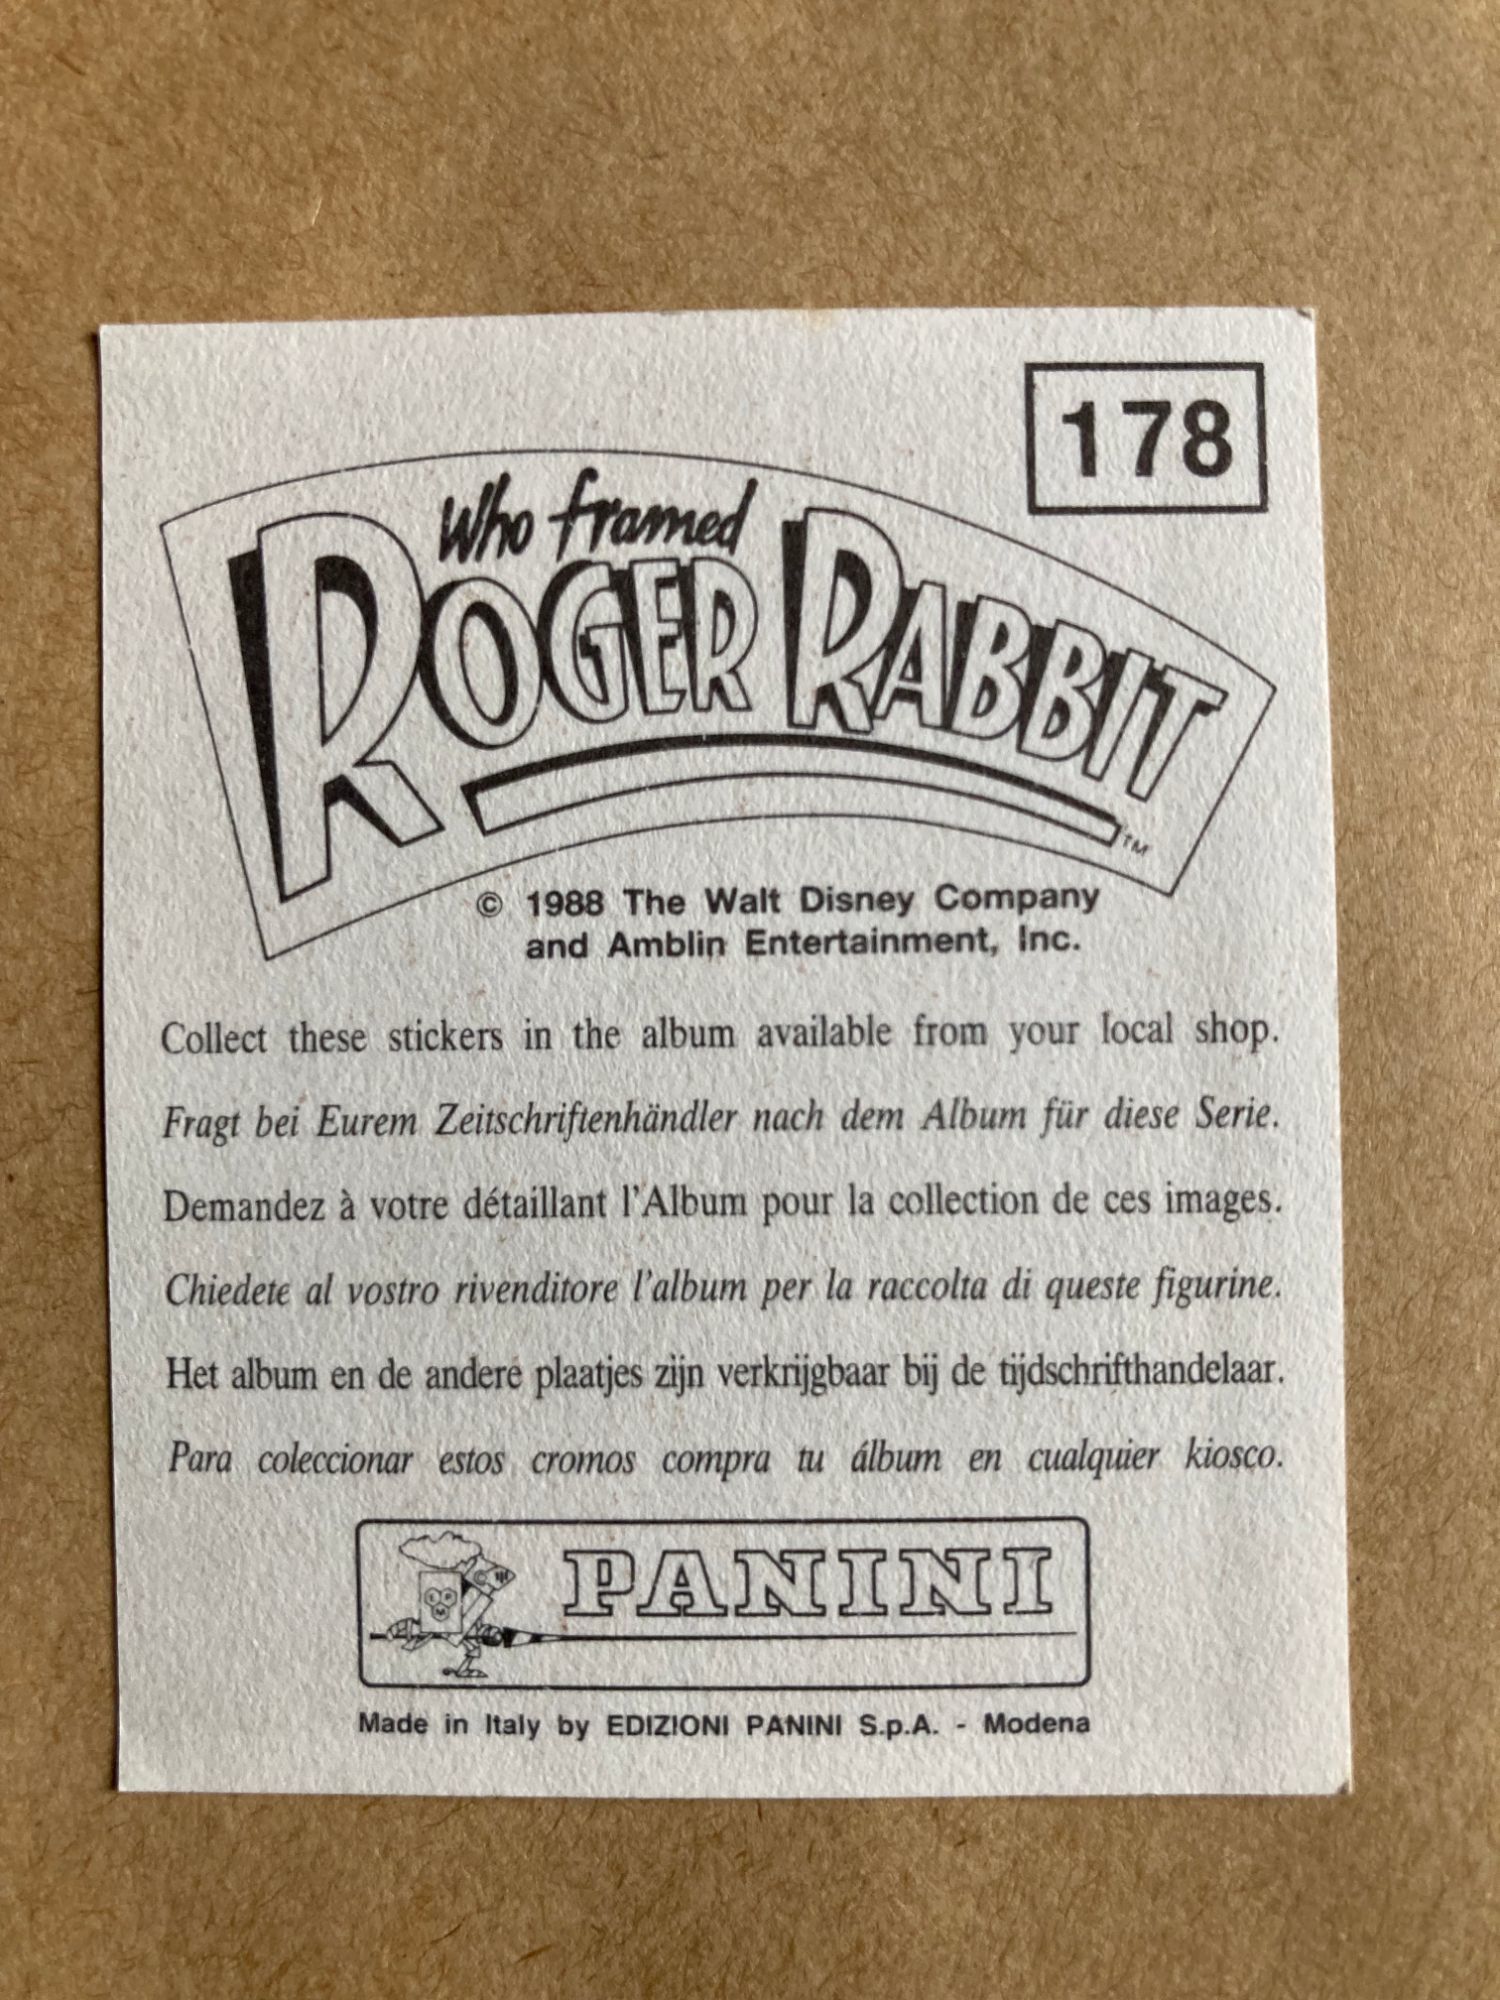 178
Who framed
ROGER RABBIT
TM
© 1988 The Walt Disney Company
and Amblin Entertainment, Inc.
Collect these stickers in the album available from your local shop.
Fragt bei Eurem Zeitschriftenhändler nach dem Album für diese Serie.
Demandez à votre détaillant l'Album pour la collection de ces images.
Chiedete al vostro rivenditore l'album per la raccolta di queste figurine.
Het album en de andere plaatjes zijn verkrijgbaar bij de tijdschrifthandelaar.
Para coleccionar estos cromos compra tu álbum en cualquier kiosco.
PANINI
Made in Italy by EDIZIONI PANINI S.p.A. - Modena